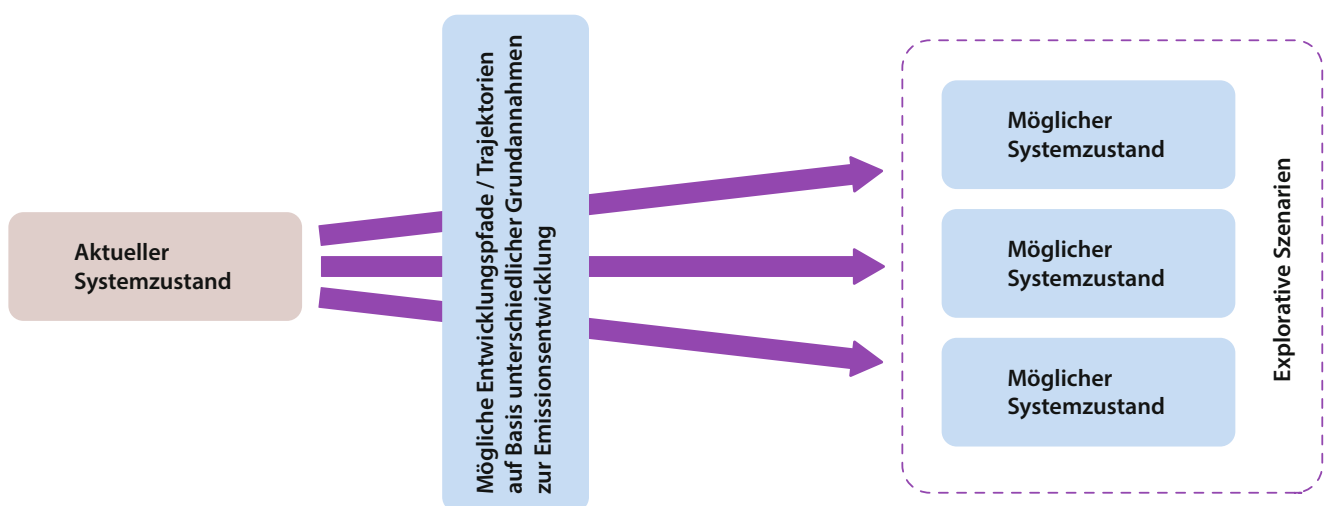 Aktueller
Systemzustand
Mögliche Entwicklungspfade / Trajektorien
auf Basis unterschiedlicher Grundannahmen
zur Emissionsentwicklung
Möglicher
Systemzustand
Möglicher
Systemzustand
Möglicher
Systemzustand
Explorative Szenarien